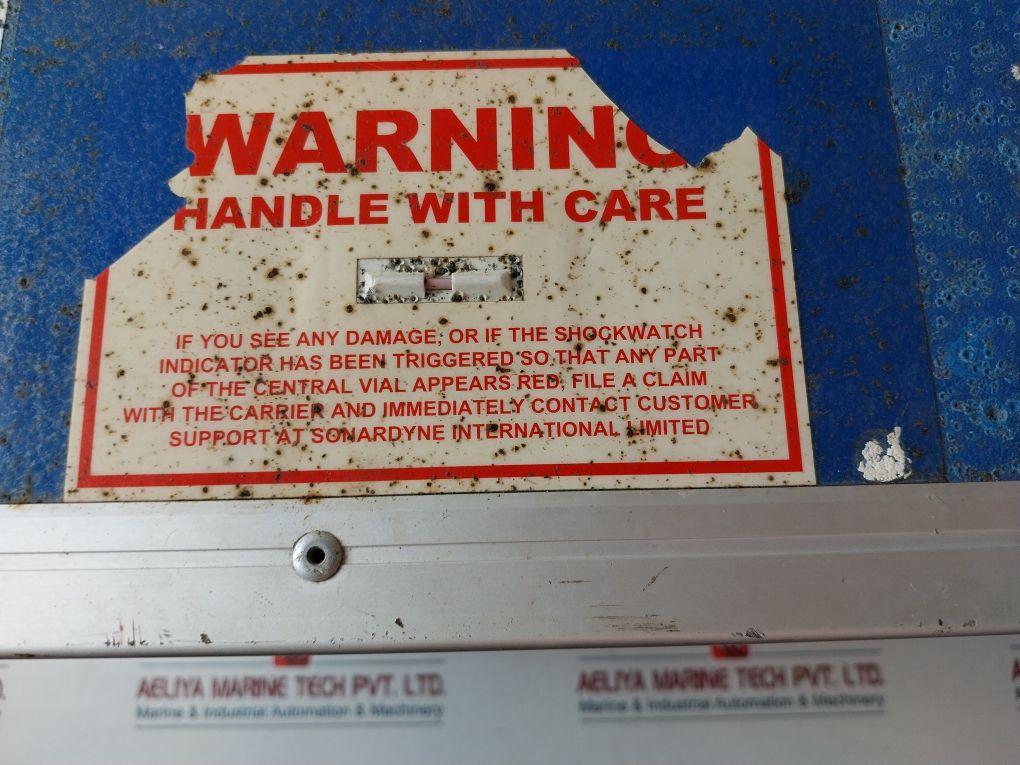 WARNING
HANDLE WITH CARE
IF YOU SEE ANY DAMAGE, OR IF THE SHOCKWATCH
INDICATOR HAS BEEN TRIGGERED SO THAT ANY PART
OF THE CENTRAL VIAL APPEARS RED, FILE A CLAIM
WITH THE CARRIER AND IMMEDIATELY CONTACT CUSTOMER
SUPPORT AT SONARDYNE INTERNATIONAL LIMITED
AELIYA MARINE TECH PVT. LTD.
Marine & Industrial Automation & Machinery
AELIYA MARINE TECH PVT. LTD.
Marine & Industrial Automation & Machinery